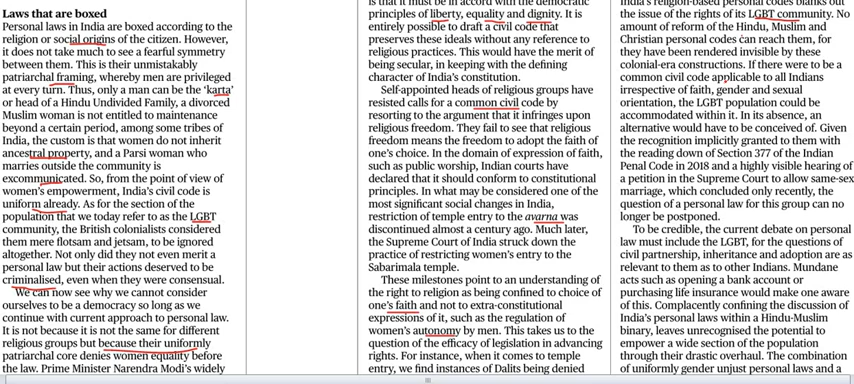 Laws that are boxed
Personal laws in India are boxed according to the
religion or social origins of the citizen. However,
it does not take much to see a fearful symmetry
between them. This is their unmistakably
patriarchal framing, whereby men are privileged
at every turn. Thus, only a man can be the ‘karta’
or head of a Hindu Undivided Family, a divorced
Muslim woman is not entitled to maintenance
beyond a certain period, among some tribes of
India, the custom is that women do not inherit
ancestral property, and a Parsi woman who
marries outside the community is
excommunicated. So, from the point of view of
women’s empowerment, India’s civil code is
uniform already. As for the section of the
population that we today refer to as the LGBT
community, the British colonialists considered
them mere flotsam and jetsam, to be ignored
altogether. Not only did they not even merit a
personal law but their actions deserved to be
criminalised, even when they were consensual.
We can now see why we cannot consider
ourselves to be a democracy so long as we
continue with current approach to personal law.
It is not because it is not the same for different
religious groups but because their uniformly
patriarchal core denies women equality before
the law. Prime Minister Narendra Modi’s widely
is that it must be in accord with the democratic
principles of liberty, equality and dignity. It is
entirely possible to draft a civil code that
preserves these ideals without any reference to
religious practices. This would have the merit of
being secular, in keeping with the defining
character of India’s constitution.
Self-appointed heads of religious groups have
resisted calls for a common civil code by
resorting to the argument that it infringes upon
religious freedom. They fail to see that religious
freedom means the freedom to adopt the faith of
one’s choice. In the domain of expression of faith,
such as public worship, Indian courts have
declared that it should conform to constitutional
principles. In what may be considered one of the
most significant social changes in India,
restriction of temple entry to the avarna was
discontinued almost a century ago. Much later,
the Supreme Court of India struck down the
practice of restricting women’s entry to the
Sabarimala temple.
These milestones point to an understanding of
the right to religion as being confined to choice of
one’s faith and not to extra-constitutional
expressions of it, such as the regulation of
women’s autonomy by men. This takes us to the
question of the efficacy of legislation in advancing
rights. For instance, when it comes to temple
entry, we find instances of Dalits being denied
India’s religion-based personal codes blanks out
the issue of the rights of its LGBT community. No
amount of reform of the Hindu, Muslim and
Christian personal codes can reach them, for
they have been rendered invisible by these
colonial-era constructions. If there were to be a
common civil code applicable to all Indians
irrespective of faith, gender and sexual
orientation, the LGBT population could be
accommodated within it. In its absence, an
alternative would have to be conceived of. Given
the recognition implicitly granted to them with
the reading down of Section 377 of the Indian
Penal Code in 2018 and a highly visible hearing of
a petition in the Supreme Court to allow same-sex
marriage, which concluded only recently, the
question of a personal law for this group can no
longer be postponed.
To be credible, the current debate on personal
law must include the LGBT, for the questions of
civil partnership, inheritance and adoption are as
relevant to them as to other Indians. Mundane
acts such as opening a bank account or
purchasing life insurance would make one aware
of this. Complacently confining the discussion of
India’s personal laws within a Hindu-Muslim
binary, leaves unrecognised the potential to
empower a wide section of the population
through their drastic overhaul. The combination
of uniformly gender unjust personal laws and a